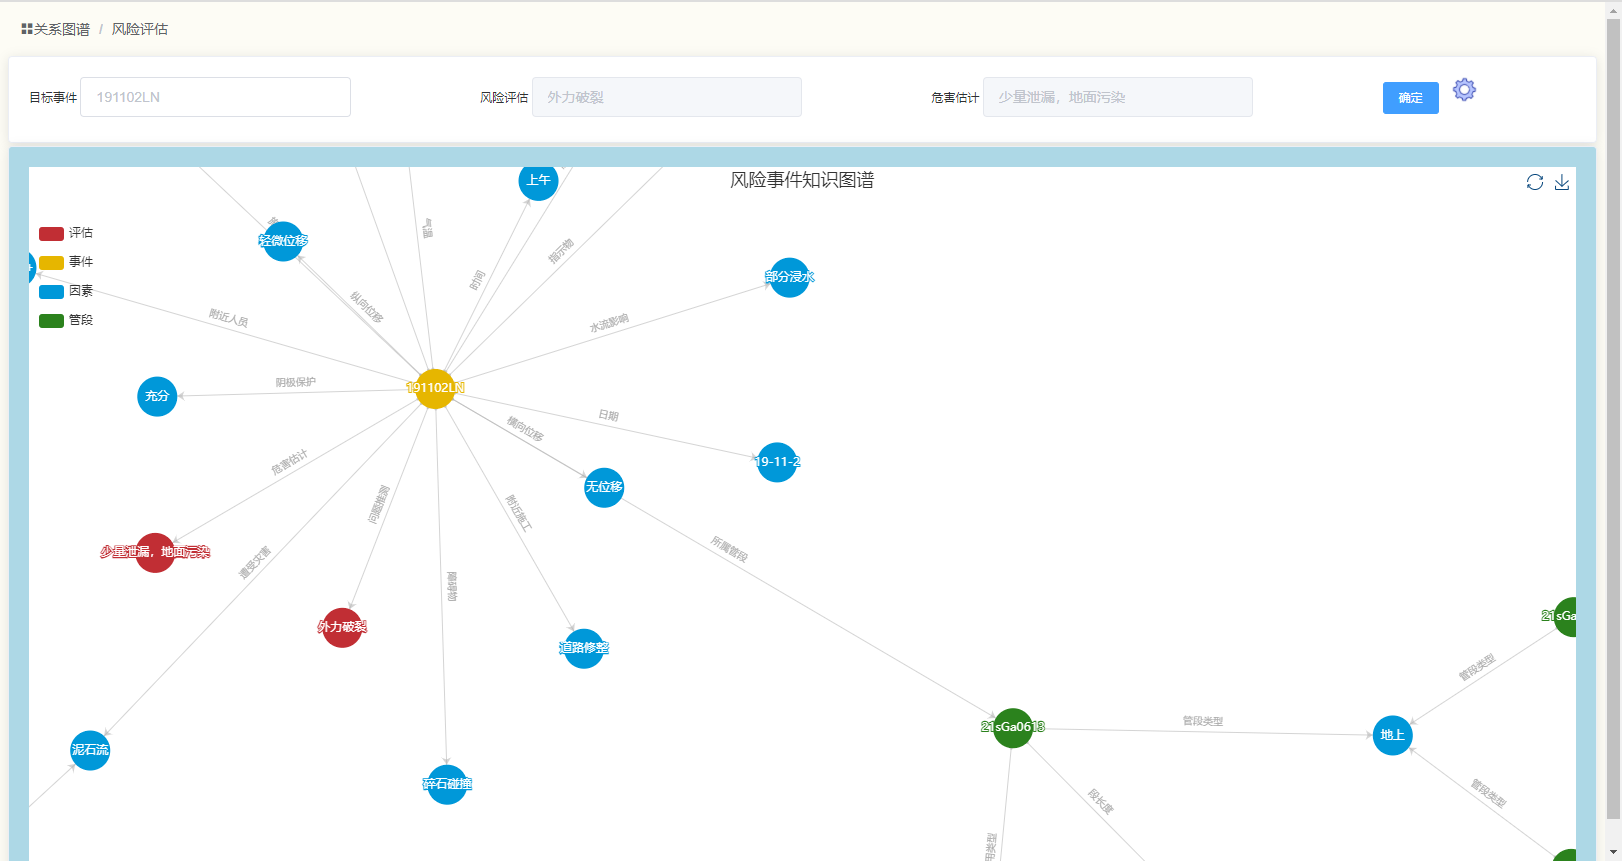 关系图谱 / 风险评估
目标事件 191102LN 风险评估 外力破裂 危害估计 少量泄漏，地面污染 确定
风险事件知识图谱
评估
事件
因素
管段
上午
轻微位移
气温
指示物
时间
部分浸水
纵向位移
附近人员
水流影响
阴极保护
充分
191102LN
日期
横向位移
19-11-2
危害估计
无位移
问题推测
附近施工
少量泄漏，地面污染
遭受灾害
所属管段
障碍物
外力破裂
道路修整
21sGa
管段类型
21sGa0613
管段类型
地上
泥石流
碎石碰撞
段长度
管段类型
用类型